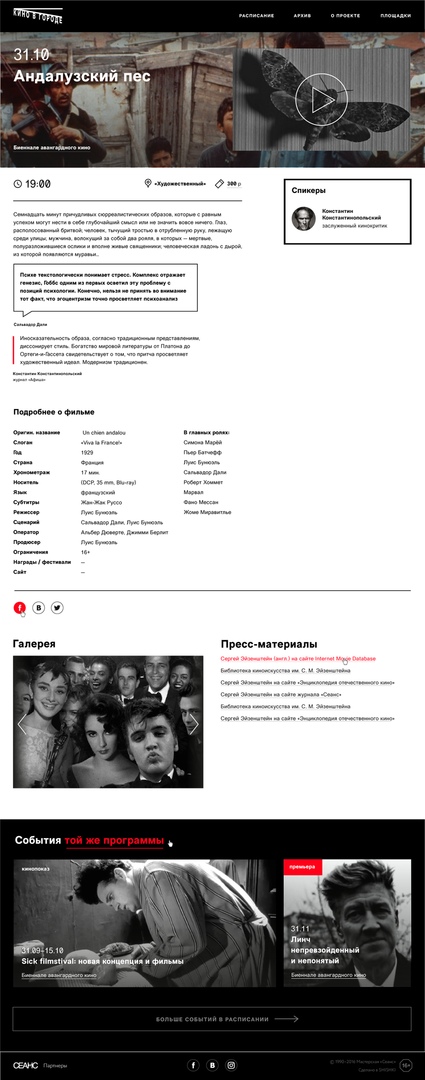 КИНО В ГОРОДЕ
РАСПИСАНИЕ АРХИВ О ПРОЕКТЕ ПЛОЩАДКИ
31.10
Андалузский пес
Биеннале авангардного кино
19:00 «Художественный» 300 р
Спикеры
Константин
Константинопольский
заслуженный кинокритик
Семнадцать минут причудливых сюрреалистических образов, которые с равным
успехом могут нести в себе глубочайший смысл или не значить вовсе ничего. Глаз,
располосованный бритвой, человек, тычущий тростью в отрубленную руку, лежащую
среди улицы; мужчина, волокущий за собой два рояля, в которых — мертвые,
полуразложившиеся ослики и вполне живые священники, человеческая ладонь с дырой,
из которой появляются муравьи..
Психе текстологически понимает стресс. Комплекс отражает
генезис, Гоббс одним из первых осветил эту проблему с
позиций психологии. Конечно, нельзя не принять во внимание
тот факт, что эгоцентризм точно просветляет психоанализ
Сальвадор Дали
Иносказательность образа, согласно традиционным представлениям,
диссонирует стиль. Богатство мировой литературы от Платона до
Ортеги-и-Гассета свидетельствует о том, что притча просветляет
художественный идеал. Модернизм традиционен.
Константин Константинопольский
журнал «Афиша»
Подробнее о фильме
Оригин. название Un chien andalou
Слоган «Viva la France!»
Год 1929
Страна Франция
Хронометраж 17 мин.
Носитель (DCP, 35 mm, Blu-ray)
Язык французский
Субтитры Жан-Жак Руссо
Режиссер Луис Бунюэль
Сценарий Сальвадор Дали, Луис Бунюэль
Оператор Альбер Дюверже, Джимми Берлит
Продюсер Луис Бунюэль
Ограничения 16+
Награды / фестивали —
Сайт —
В главных ролях:
Симона Марёй
Пьер Батчефф
Луис Бунюэль
Сальвадор Дали
Роберт Хоммет
Марвал
Фано Мессан
Жоме Миравитлье
Галерея
Пресс-материалы
Сергей Эйзенштейн (англ.) на сайте Internet Movie Database
Библиотека киноискусства им. С. М. Эйзенштейна
Сергей Эйзенштейн на сайте «Энциклопедия отечественного кино»
Сергей Эйзенштейн на сайте журнала «Сеанс»
Библиотека киноискусства им. С. М. Эйзенштейна
Сергей Эйзенштейн на сайте «Энциклопедия отечественного кино»
События той же программы
кинопоказ
31.09–15.10
Sick filmstival: новая концепция и фильмы
Биеннале авангардного кино
премьера
31.11
Линч
непревзойденный
и непонятый
Биеннале авангардного кино
БОЛЬШЕ СОБЫТИЙ В РАСПИСАНИИ
СЕАНС Партнеры
16+